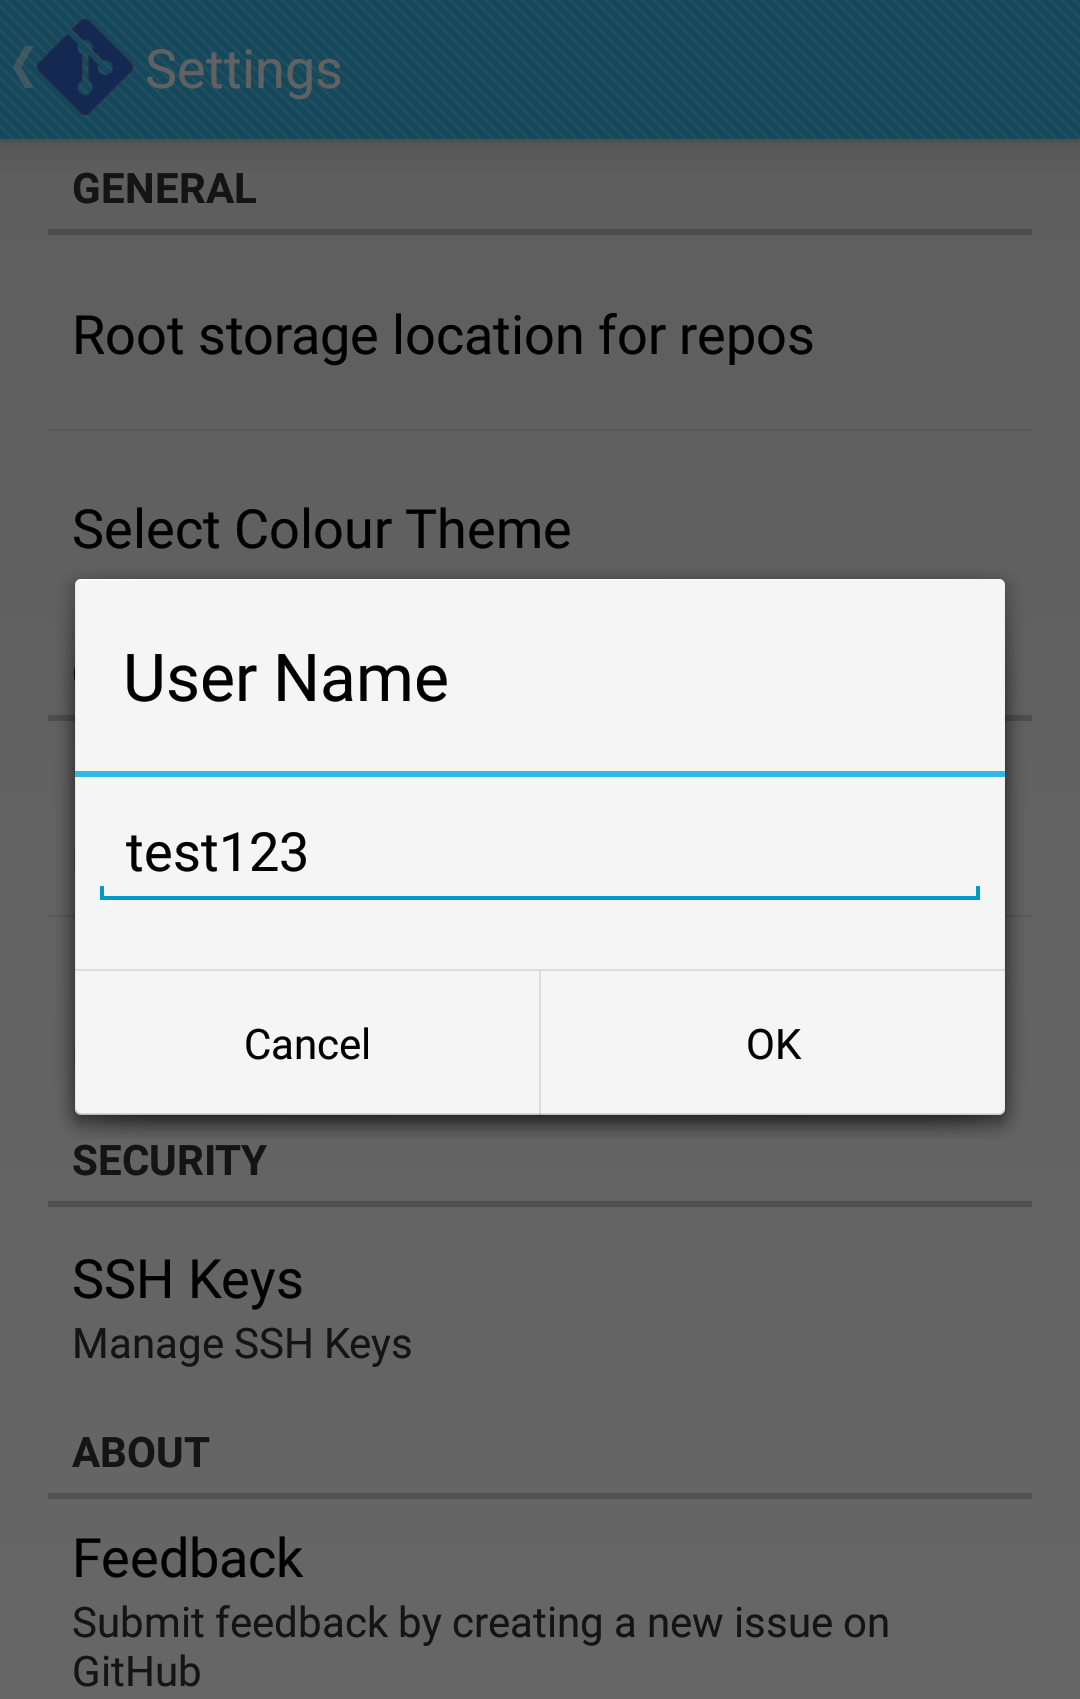 Settings
GENERAL
Root storage location for repos
Select Colour Theme
User Name
test123
Cancel
OK
SECURITY
SSH Keys
Manage SSH Keys
ABOUT
Feedback
Submit feedback by creating a new issue on
GitHub